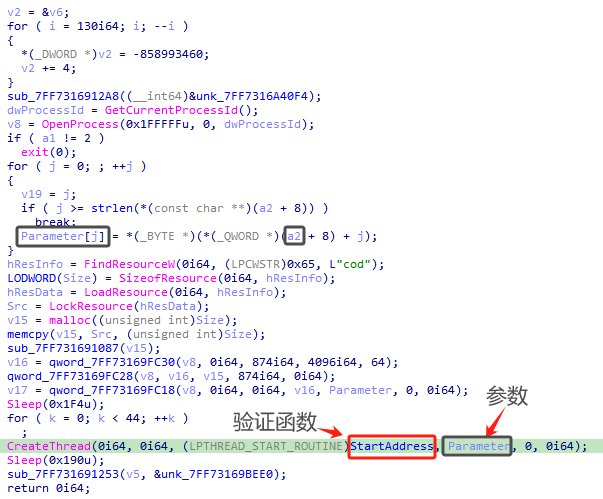 v2 = &v6;
for ( i = 130i64; i; --i )
{
*(_DWORD *)v2 = -858993460;
v2 += 4;
}
sub_7FF7316912A8((__int64)&unk_7FF7316A40F4);
dwProcessId = GetCurrentProcessId();
v8 = OpenProcess(0x1FFFFFu, 0, dwProcessId);
if ( a1 != 2 )
exit(0);
for ( j = 0; ; ++j )
{
v19 = j;
if ( j >= strlen(*(const char **)(a2 + 8)) )
break;
Parameter[j] = *(_BYTE *)(*(_QWORD *)(a2 + 8) + j);
}
hResInfo = FindResourceW(0i64, (LPCWSTR)0x65, L"cod");
LODWORD(Size) = SizeofResource(0i64, hResInfo);
hResData = LoadResource(0i64, hResInfo);
Src = LockResource(hResData);
v15 = malloc((unsigned int)Size);
memcpy(v15, Src, (unsigned int)Size);
sub_7FF731691087(v15);
v16 = qword_7FF73169FC30(v8, 0i64, 874i64, 4096i64, 64);
qword_7FF73169FC28(v8, v16, v15, 874i64, 0i64);
v17 = qword_7FF73169FC18(v8, 0i64, 0i64, v16, Parameter, 0, 0i64);
Sleep(0x1F4u);
for ( k = 0; k < 44; ++k )
;
验证函数
参数
CreateThread(0i64, 0i64, (LPTHREAD_START_ROUTINE)StartAddress, Parameter, 0, 0i64);
Sleep(0x190u);
sub_7FF731691253(v5, &unk_7FF73169BEE0);
return 0i64;